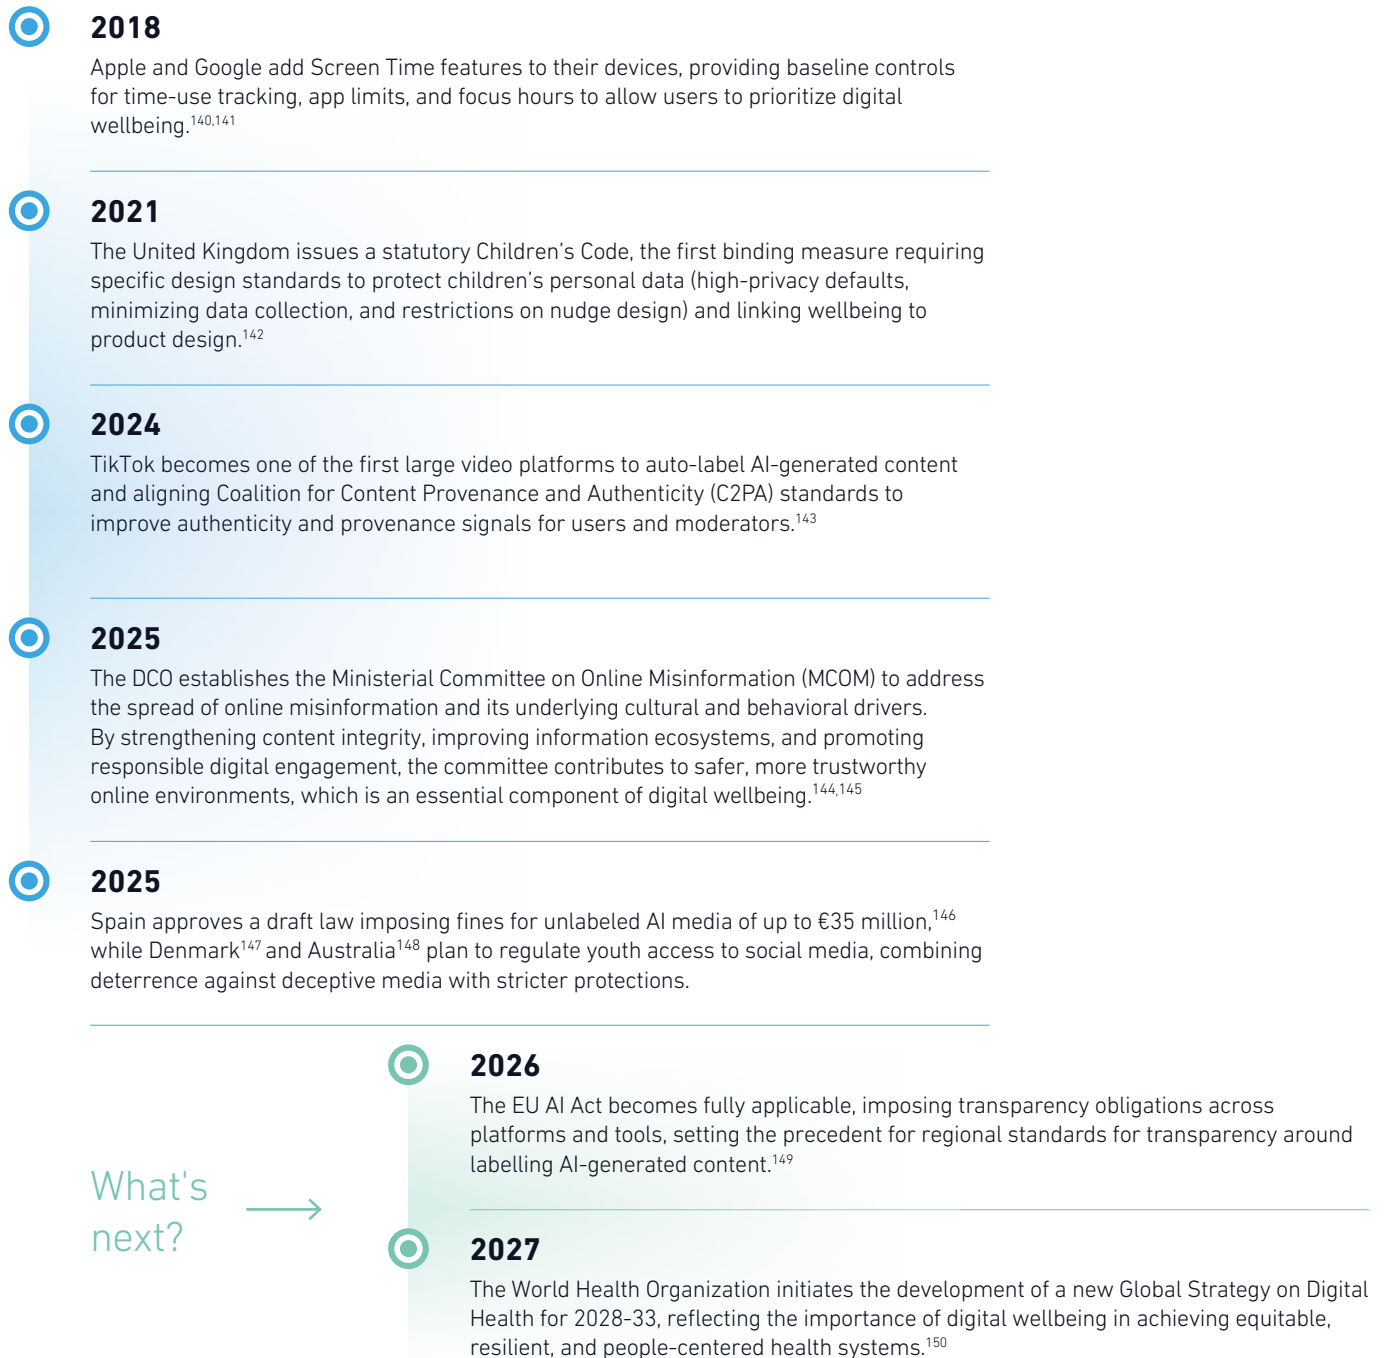 2018
Apple and Google add Screen Time features to their devices, providing baseline controls
for time-use tracking, app limits, and focus hours to allow users to prioritize digital
wellbeing.140,141
2021
The United Kingdom issues a statutory Children’s Code, the first binding measure requiring
specific design standards to protect children’s personal data (high-privacy defaults,
minimizing data collection, and restrictions on nudge design) and linking wellbeing to
product design.142
2024
TikTok becomes one of the first large video platforms to auto-label AI-generated content
and aligning Coalition for Content Provenance and Authenticity (C2PA) standards to
improve authenticity and provenance signals for users and moderators.143
2025
The DCO establishes the Ministerial Committee on Online Misinformation (MCOM) to address
the spread of online misinformation and its underlying cultural and behavioral drivers.
By strengthening content integrity, improving information ecosystems, and promoting
responsible digital engagement, the committee contributes to safer, more trustworthy
online environments, which is an essential component of digital wellbeing.144,145
2025
Spain approves a draft law imposing fines for unlabeled AI media of up to €35 million,146
while Denmark147 and Australia148 plan to regulate youth access to social media, combining
deterrence against deceptive media with stricter protections.
What's
next?
2026
The EU AI Act becomes fully applicable, imposing transparency obligations across
platforms and tools, setting the precedent for regional standards for transparency around
labelling AI-generated content.149
2027
The World Health Organization initiates the development of a new Global Strategy on Digital
Health for 2028-33, reflecting the importance of digital wellbeing in achieving equitable,
resilient, and people-centered health systems.150